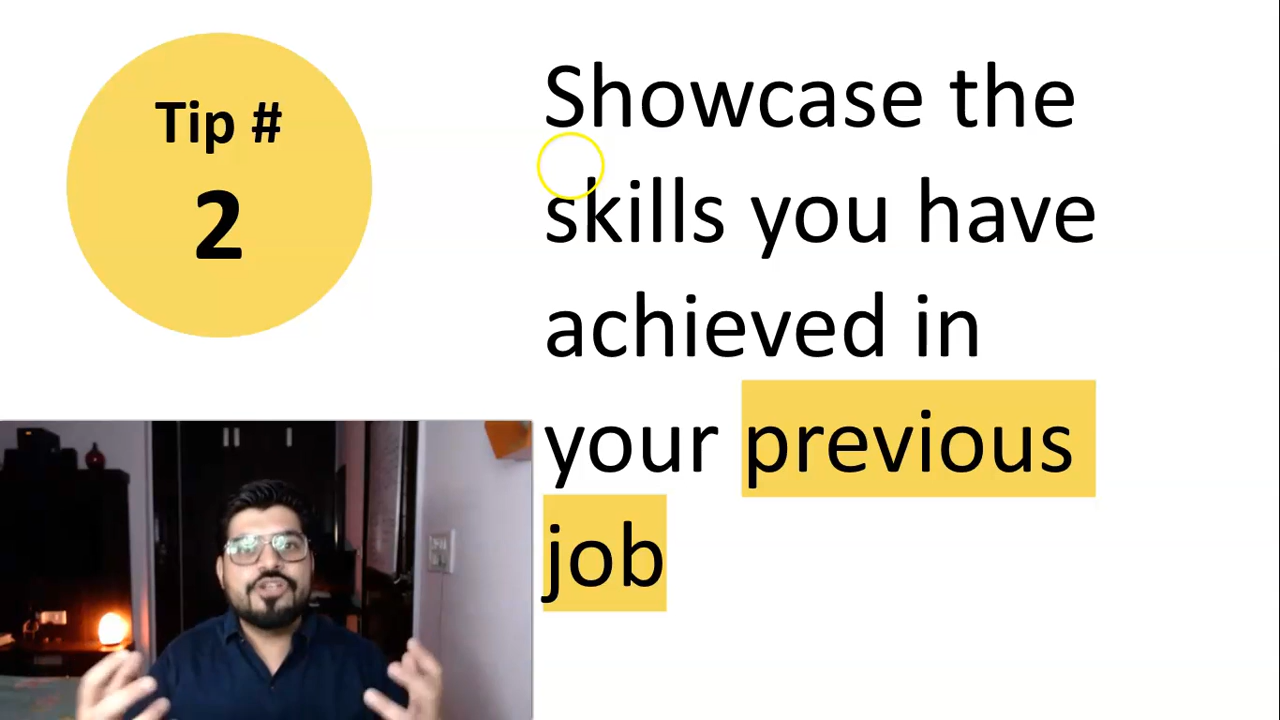 Tip #
2
Showcase the
skills you have
achieved in
your previous
job